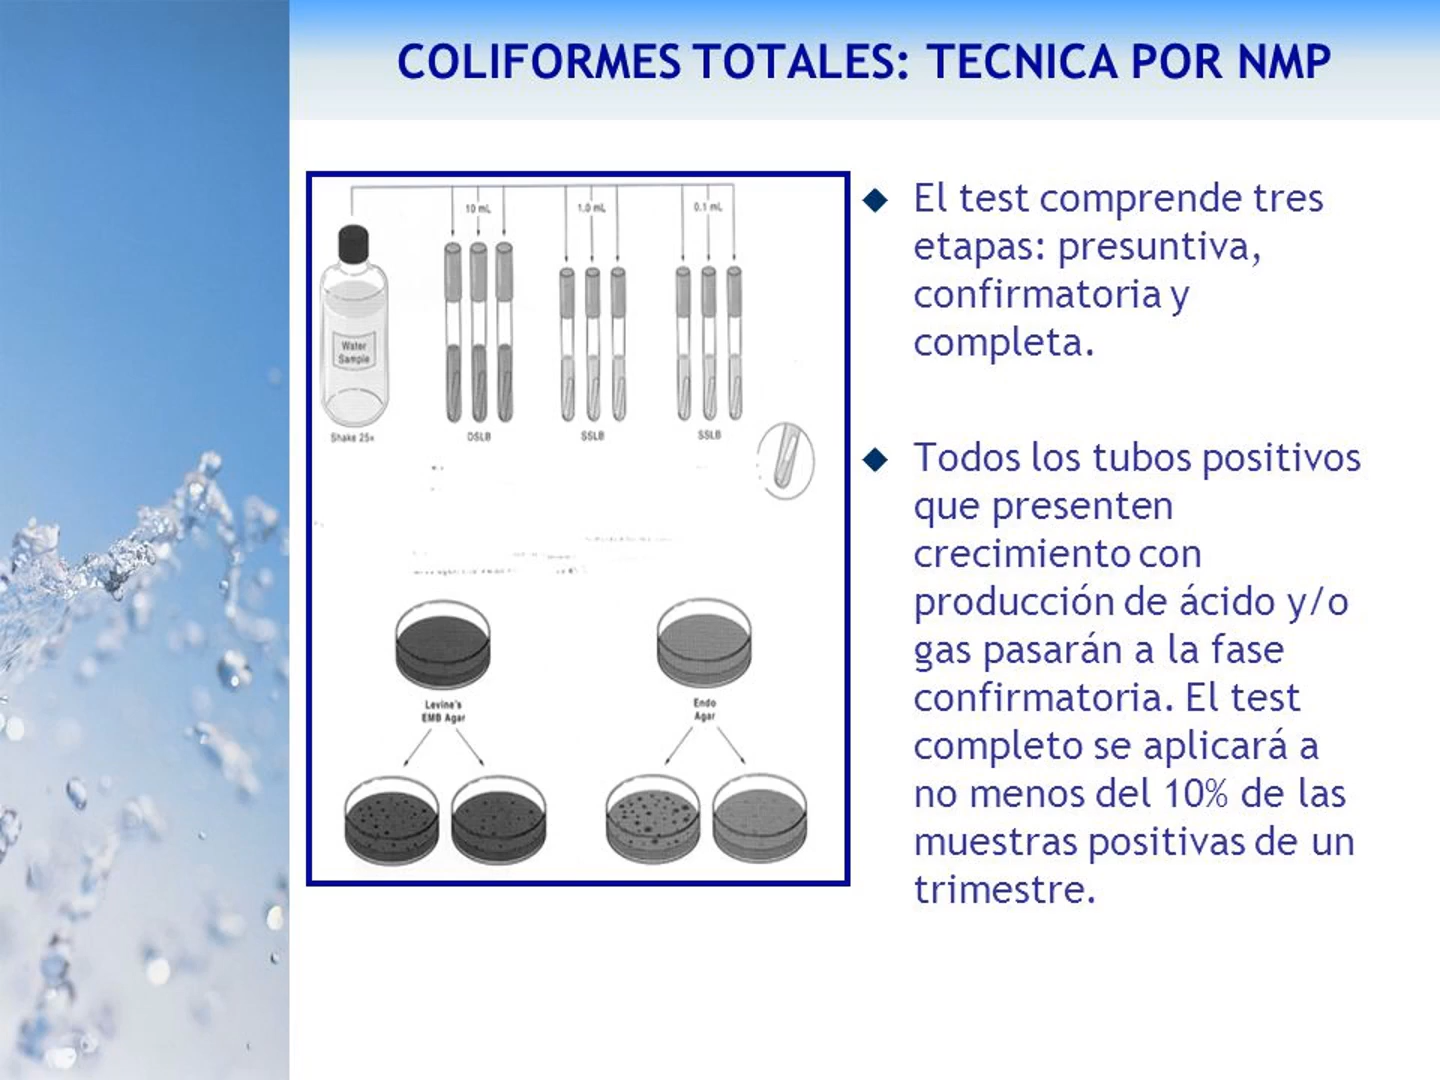 COLIFORMES TOTALES: TECNICA POR NMP
10 mL
1.0 mL
0.1 mL
Water
Sample
Shake 25x
DSLB
SSLB
SSLB
Levine's
EMB Agar
Endo
Agar
El test comprende tres
etapas: presuntiva,
confirmatoria y
completa.
Todos los tubos positivos
que presenten
crecimiento con
producción de ácido y/o
gas pasarán a la fase
confirmatoria. El test
completo se aplicará a
no menos del 10% de las
muestras positivas de un
trimestre.